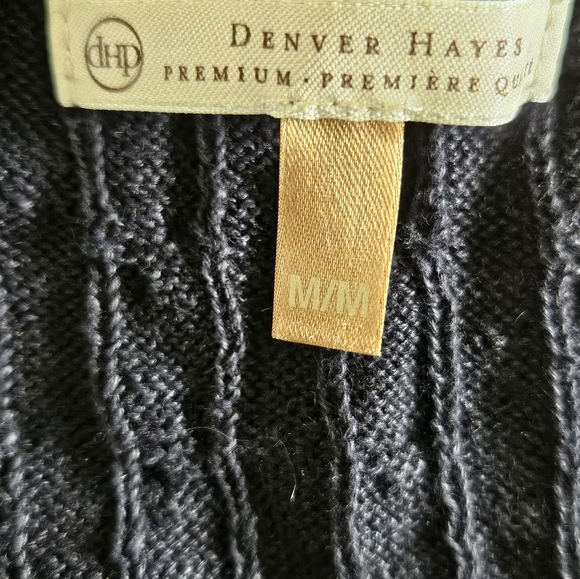 dhp
DENVER HAYES
PREMIUM · PREMIÈRE
M/M